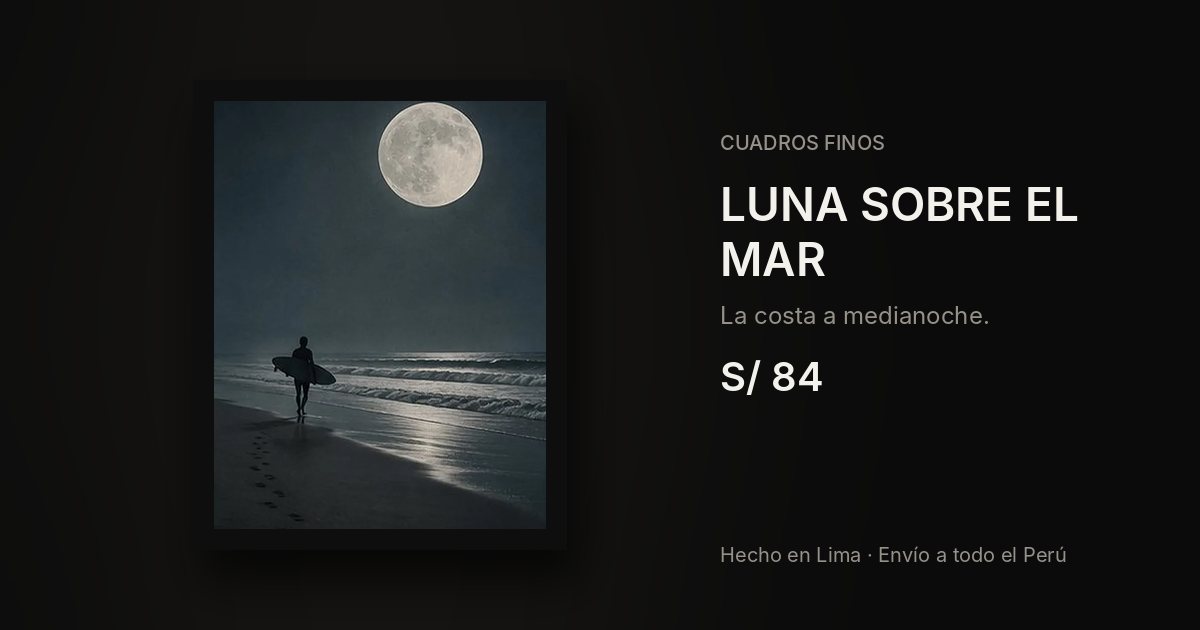 CUADROS FINOS
LUNA SOBRE EL
MAR
La costa a medianoche.
S/ 84
Hecho en Lima · Envío a todo el Perú